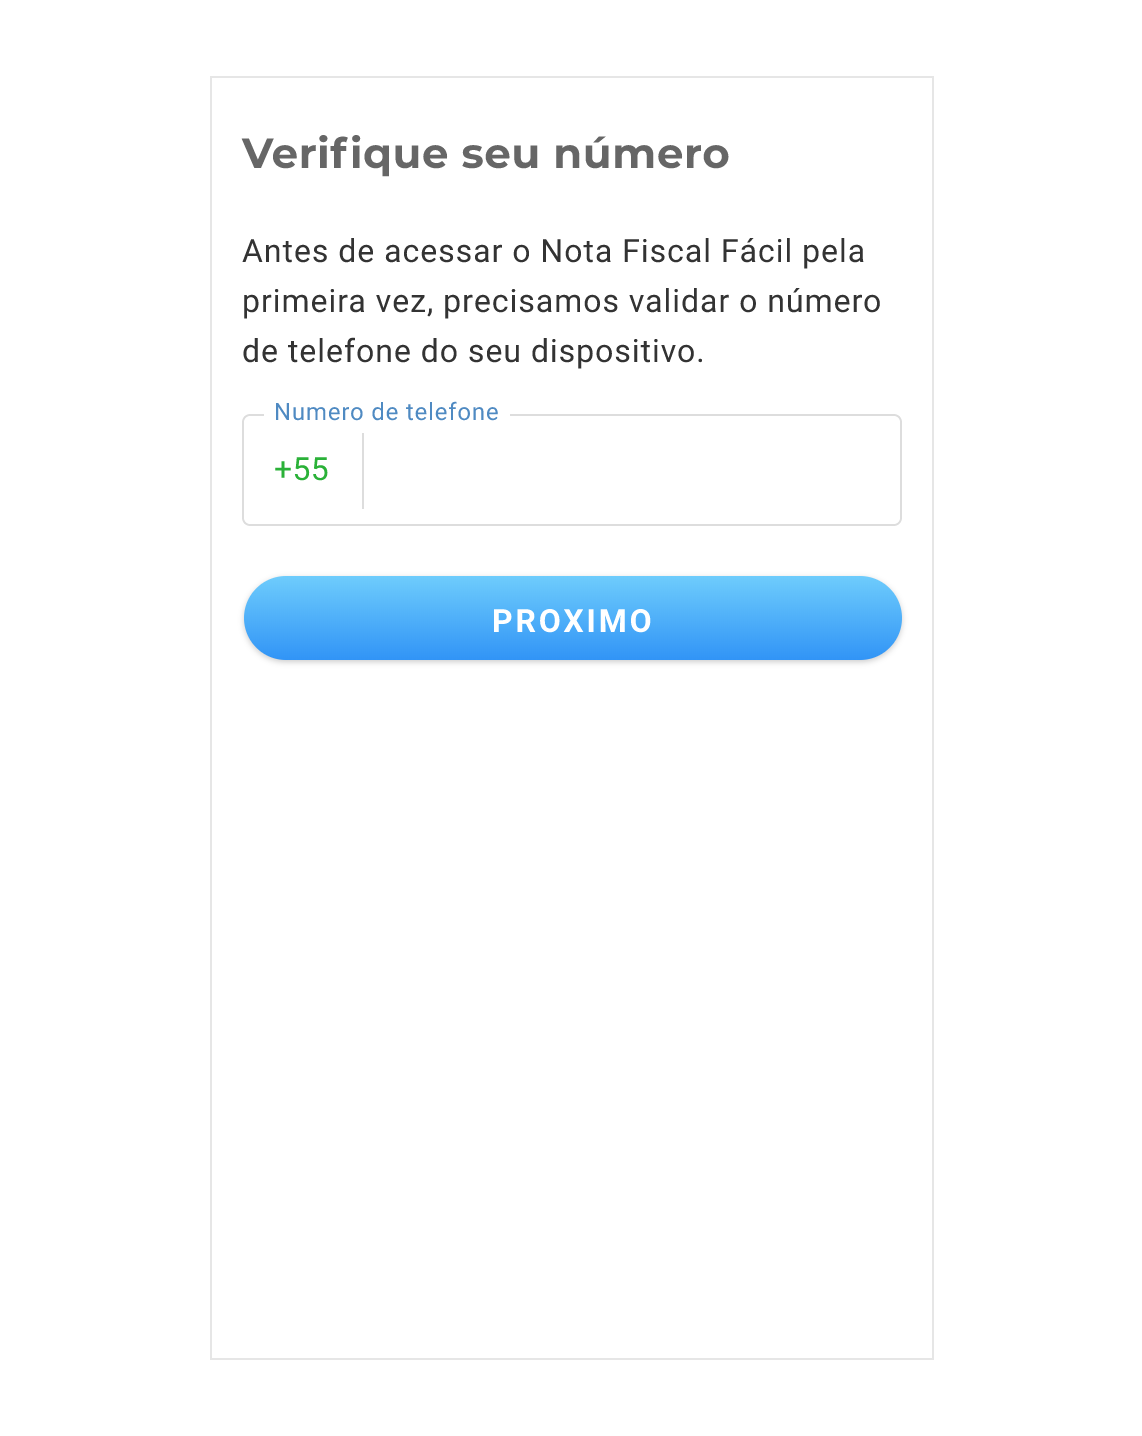 Verifique seu número
Antes de acessar o Nota Fiscal Fácil pela
primeira vez, precisamos validar o número
de telefone do seu dispositivo.
Numero de telefone
+55
PROXIMO